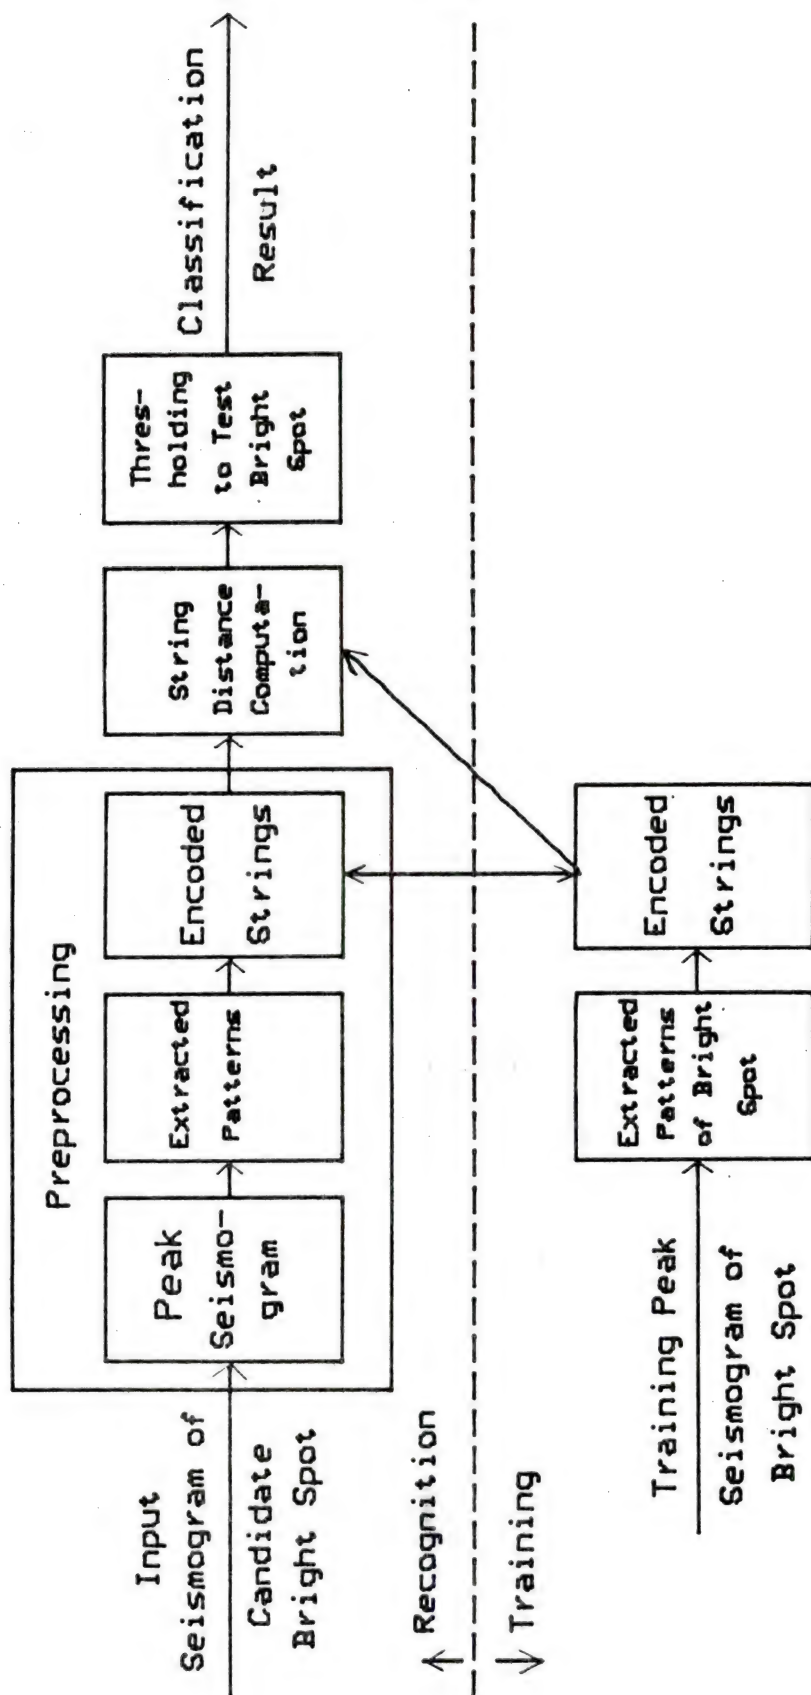 Input
Seismogram of
Candidate
Bright Spot
Preprocessing
Peak
Seismo-
gram
Extracted
Patterns
Encoded
Strings
String
Distance
Computa-
tion
Thres-
holding
to Test
Bright
Spot
Classification
Result
Recognition
Training
Training Peak
Seismogram of
Bright Spot
Extracted
Patterns
of Bright
Spot
Encoded
Strings